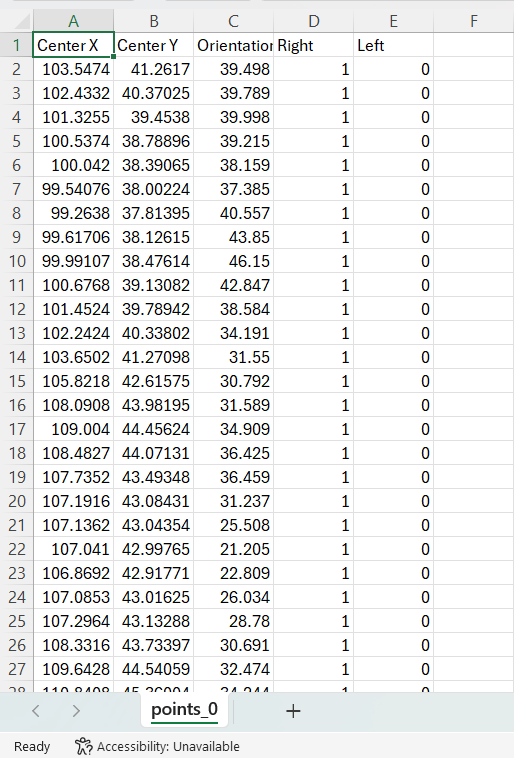 A B C D E F
1 Center X Center Y Orientation Right Left
2 103.5474 41.2617 39.498 1 0
3 102.4332 40.37025 39.789 1 0
4 101.3255 39.4538 39.998 1 0
5 100.5374 38.78896 39.215 1 0
6 100.042 38.39065 38.159 1 0
7 99.54076 38.00224 37.385 1 0
8 99.2638 37.81395 40.557 1 0
9 99.61706 38.12615 43.85 1 0
10 99.99107 38.47614 46.15 1 0
11 100.6768 39.13082 42.847 1 0
12 101.4524 39.78942 38.584 1 0
13 102.2424 40.33802 34.191 1 0
14 103.6502 41.27098 31.55 1 0
15 105.8218 42.61575 30.792 1 0
16 108.0908 43.98195 31.589 1 0
17 109.004 44.45624 34.909 1 0
18 108.4827 44.07131 36.425 1 0
19 107.7352 43.49348 36.459 1 0
20 107.1916 43.08431 31.237 1 0
21 107.1362 43.04354 25.508 1 0
22 107.041 42.99765 21.205 1 0
23 106.8692 42.91771 22.809 1 0
24 107.0853 43.01625 26.034 1 0
25 107.2964 43.13288 28.78 1 0
26 108.3316 43.73397 30.691 1 0
27 109.6428 44.54059 32.474 1 0
points_0
Ready Accessibility: Unavailable